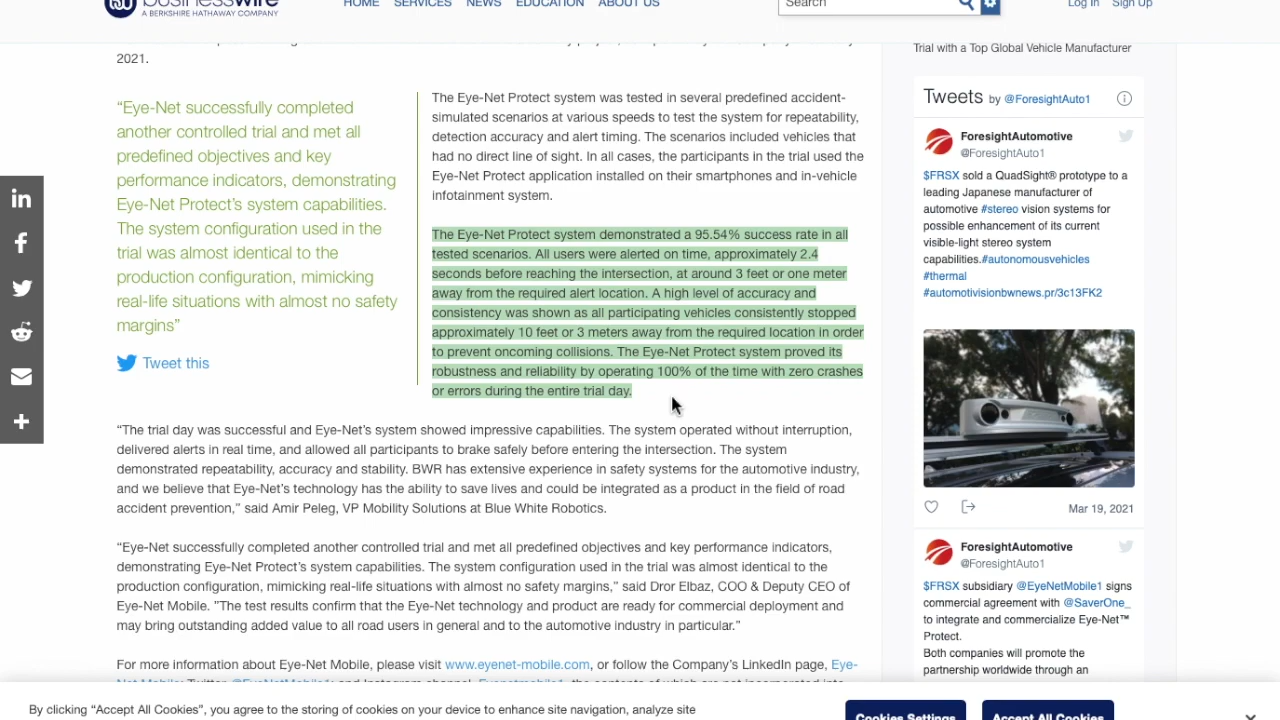 businesswire
A BERKSHIRE HATHAWAY COMPANY
HOME SERVICES NEWS EDUCATION ABOUT US
Search
Log In Sign Up
2021.
“Eye-Net successfully completed
another controlled trial and met all
predefined objectives and key
performance indicators, demonstrating
Eye-Net Protect’s system capabilities.
The system configuration used in the
trial was almost identical to the
production configuration, mimicking
real-life situations with almost no safety
margins”
Tweet this
The Eye-Net Protect system was tested in several predefined accident-
simulated scenarios at various speeds to test the system for repeatability,
detection accuracy and alert timing. The scenarios included vehicles that
had no direct line of sight. In all cases, the participants in the trial used the
Eye-Net Protect application installed on their smartphones and in-vehicle
infotainment system.
The Eye-Net Protect system demonstrated a 95.54% success rate in all
tested scenarios. All users were alerted on time, approximately 2.4
seconds before reaching the intersection, at around 3 feet or one meter
away from the required alert location. A high level of accuracy and
consistency was shown as all participating vehicles consistently stopped
approximately 10 feet or 3 meters away from the required location in order
to prevent oncoming collisions. The Eye-Net Protect system proved its
robustness and reliability by operating 100% of the time with zero crashes
or errors during the entire trial day.
“The trial day was successful and Eye-Net’s system showed impressive capabilities. The system operated without interruption,
delivered alerts in real time, and allowed all participants to brake safely before entering the intersection. The system
demonstrated repeatability, accuracy and stability. BWR has extensive experience in safety systems for the automotive industry,
and we believe that Eye-Net’s technology has the ability to save lives and could be integrated as a product in the field of road
accident prevention,” said Amir Peleg, VP Mobility Solutions at Blue White Robotics.
“Eye-Net successfully completed another controlled trial and met all predefined objectives and key performance indicators,
demonstrating Eye-Net Protect’s system capabilities. The system configuration used in the trial was almost identical to the
production configuration, mimicking real-life situations with almost no safety margins,” said Dror Elbaz, COO & Deputy CEO of
Eye-Net Mobile. ”The test results confirm that the Eye-Net technology and product are ready for commercial deployment and
may bring outstanding added value to all road users in general and to the automotive industry in particular.”
For more information about Eye-Net Mobile, please visit www.eyenet-mobile.com, or follow the Company’s LinkedIn page, Eye-
Net Mobile; Twitter, @EyeNetMobile1; and Instagram channel, Eyenetmobile1, the contents of which are not incorporated into
Trial with a Top Global Vehicle Manufacturer
Tweets by @ForesightAuto1
ForesightAutomotive
@ForesightAuto1
$FRSX sold a QuadSight® prototype to a
leading Japanese manufacturer of
automotive #stereo vision systems for
possible enhancement of its current
visible-light stereo system
capabilities.#autonomousvehicles
#thermal
#automotivisionbwnews.pr/3c13FK2
Mar 19, 2021
ForesightAutomotive
@ForesightAuto1
$FRSX subsidiary @EyeNetMobile1 signs
commercial agreement with @SaverOne_
to integrate and commercialize Eye-Net™
Protect.
Both companies will promote the
partnership worldwide through an
By clicking “Accept All Cookies”, you agree to the storing of cookies on your device to enhance site navigation, analyze site
Cookies Settings
Accept All Cookies